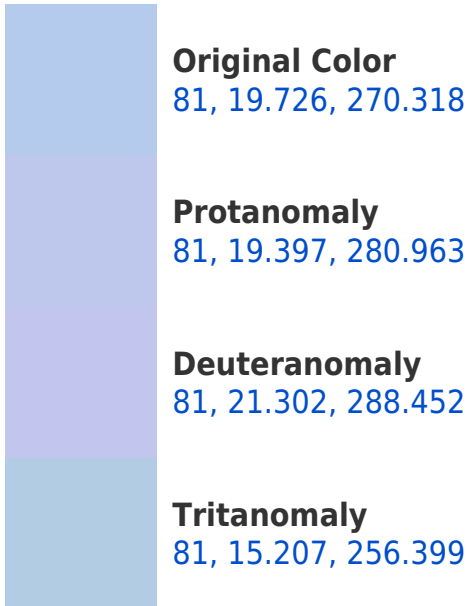 Original Color
81, 19.726, 270.318
Protanomaly
81, 19.397, 280.963
Deuteranomaly
81, 21.302, 288.452
Tritanomaly
81, 15.207, 256.399